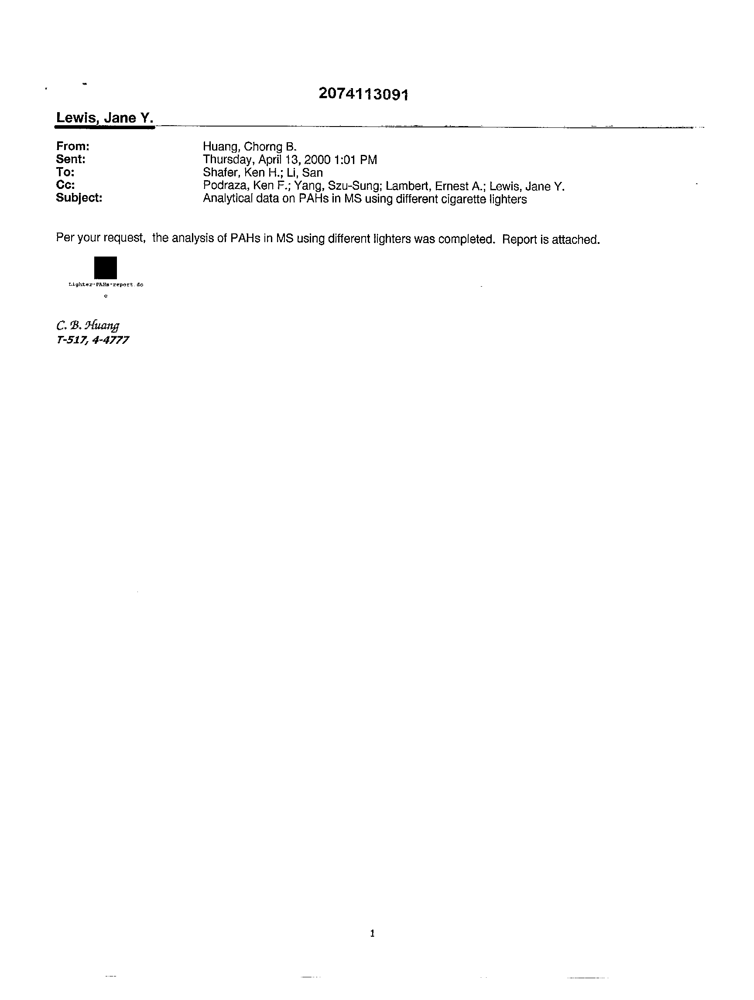 2074113091
Lewis, Jane Y.
From: Huang, Chorng B.
Sent: Thursday, April 13, 2000 1:01 PM
To: Shafer, Ken H.; Li, San
Cc: Podraza, Ken F.; Yang, Szu-Sung; Lambert, Ernest A.; Lewis, Jane Y.
Subject: Analytical data on PAHs in MS using different cigarette lighters
Per your request, the analysis of PAHs in MS using different lighters was completed. Report is attached.
Lighter-PAHs-report.do
c
C. B. Huang
T-517, 4-4777
1